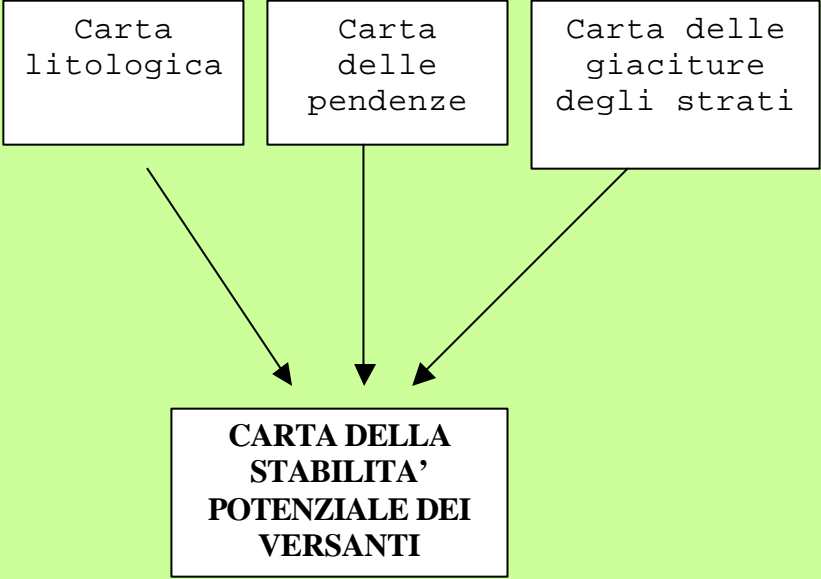 Carta
litologica
Carta
delle
pendenze
Carta delle
giaciture
degli strati
CARTA DELLA
STABILITA’
POTENZIALE DEI
VERSANTI